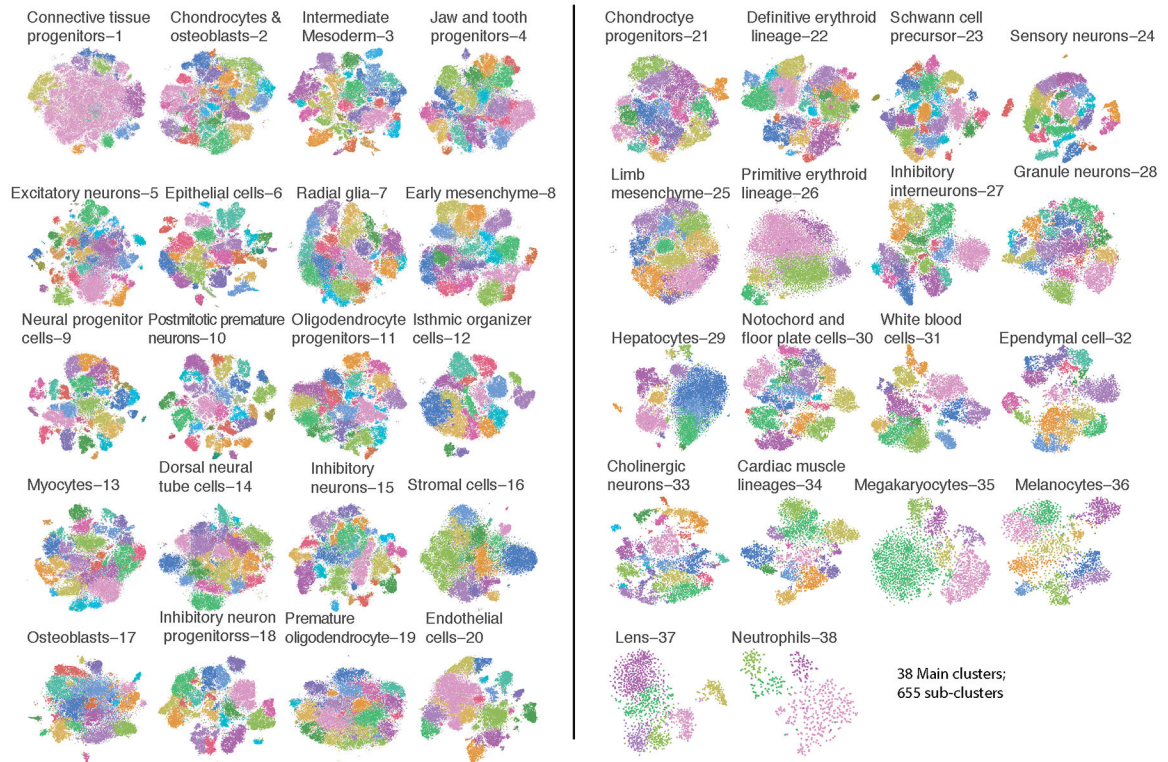 Connective tissue
progenitors–1
Chondrocytes &
osteoblasts–2
Intermediate
Mesoderm–3
Jaw and tooth
progenitors–4
Excitatory neurons–5
Epithelial cells–6
Radial glia–7
Early mesenchyme–8
Neural progenitor
cells–9
Postmitotic premature
neurons–10
Oligodendrocyte
progenitors–11
Isthmic organizer
cells–12
Myocytes–13
Dorsal neural
tube cells–14
Inhibitory
neurons–15
Stromal cells–16
Osteoblasts–17
Inhibitory neuron
progenitorss–18
Premature
oligodendrocyte–19
Endothelial
cells–20
Chondroctye
progenitors–21
Definitive erythroid
lineage–22
Schwann cell
precursor–23
Sensory neurons–24
Limb
mesenchyme–25
Primitive erythroid
lineage–26
Inhibitory
interneurons–27
Granule neurons–28
Hepatocytes–29
Notochord and
floor plate cells–30
White blood
cells–31
Ependymal cell–32
Cholinergic
neurons–33
Cardiac muscle
lineages–34
Megakaryocytes–35
Melanocytes–36
Lens–37
Neutrophils–38
38 Main clusters;
655 sub-clusters